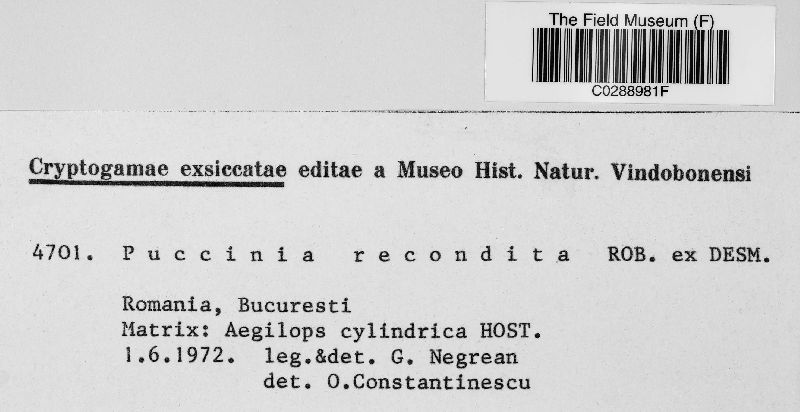 The Field Museum (F)
C0288981F
Cryptogamae exsiccatae editae a Museo Hist. Natur. Vindobonensi
4701. Puccinia recondita ROB. ex DESM.
Romania, Bucuresti
Matrix: Aegilops cylindrica HOST.
1.6.1972. leg.&det. G. Negrean
det. O.Constantinescu